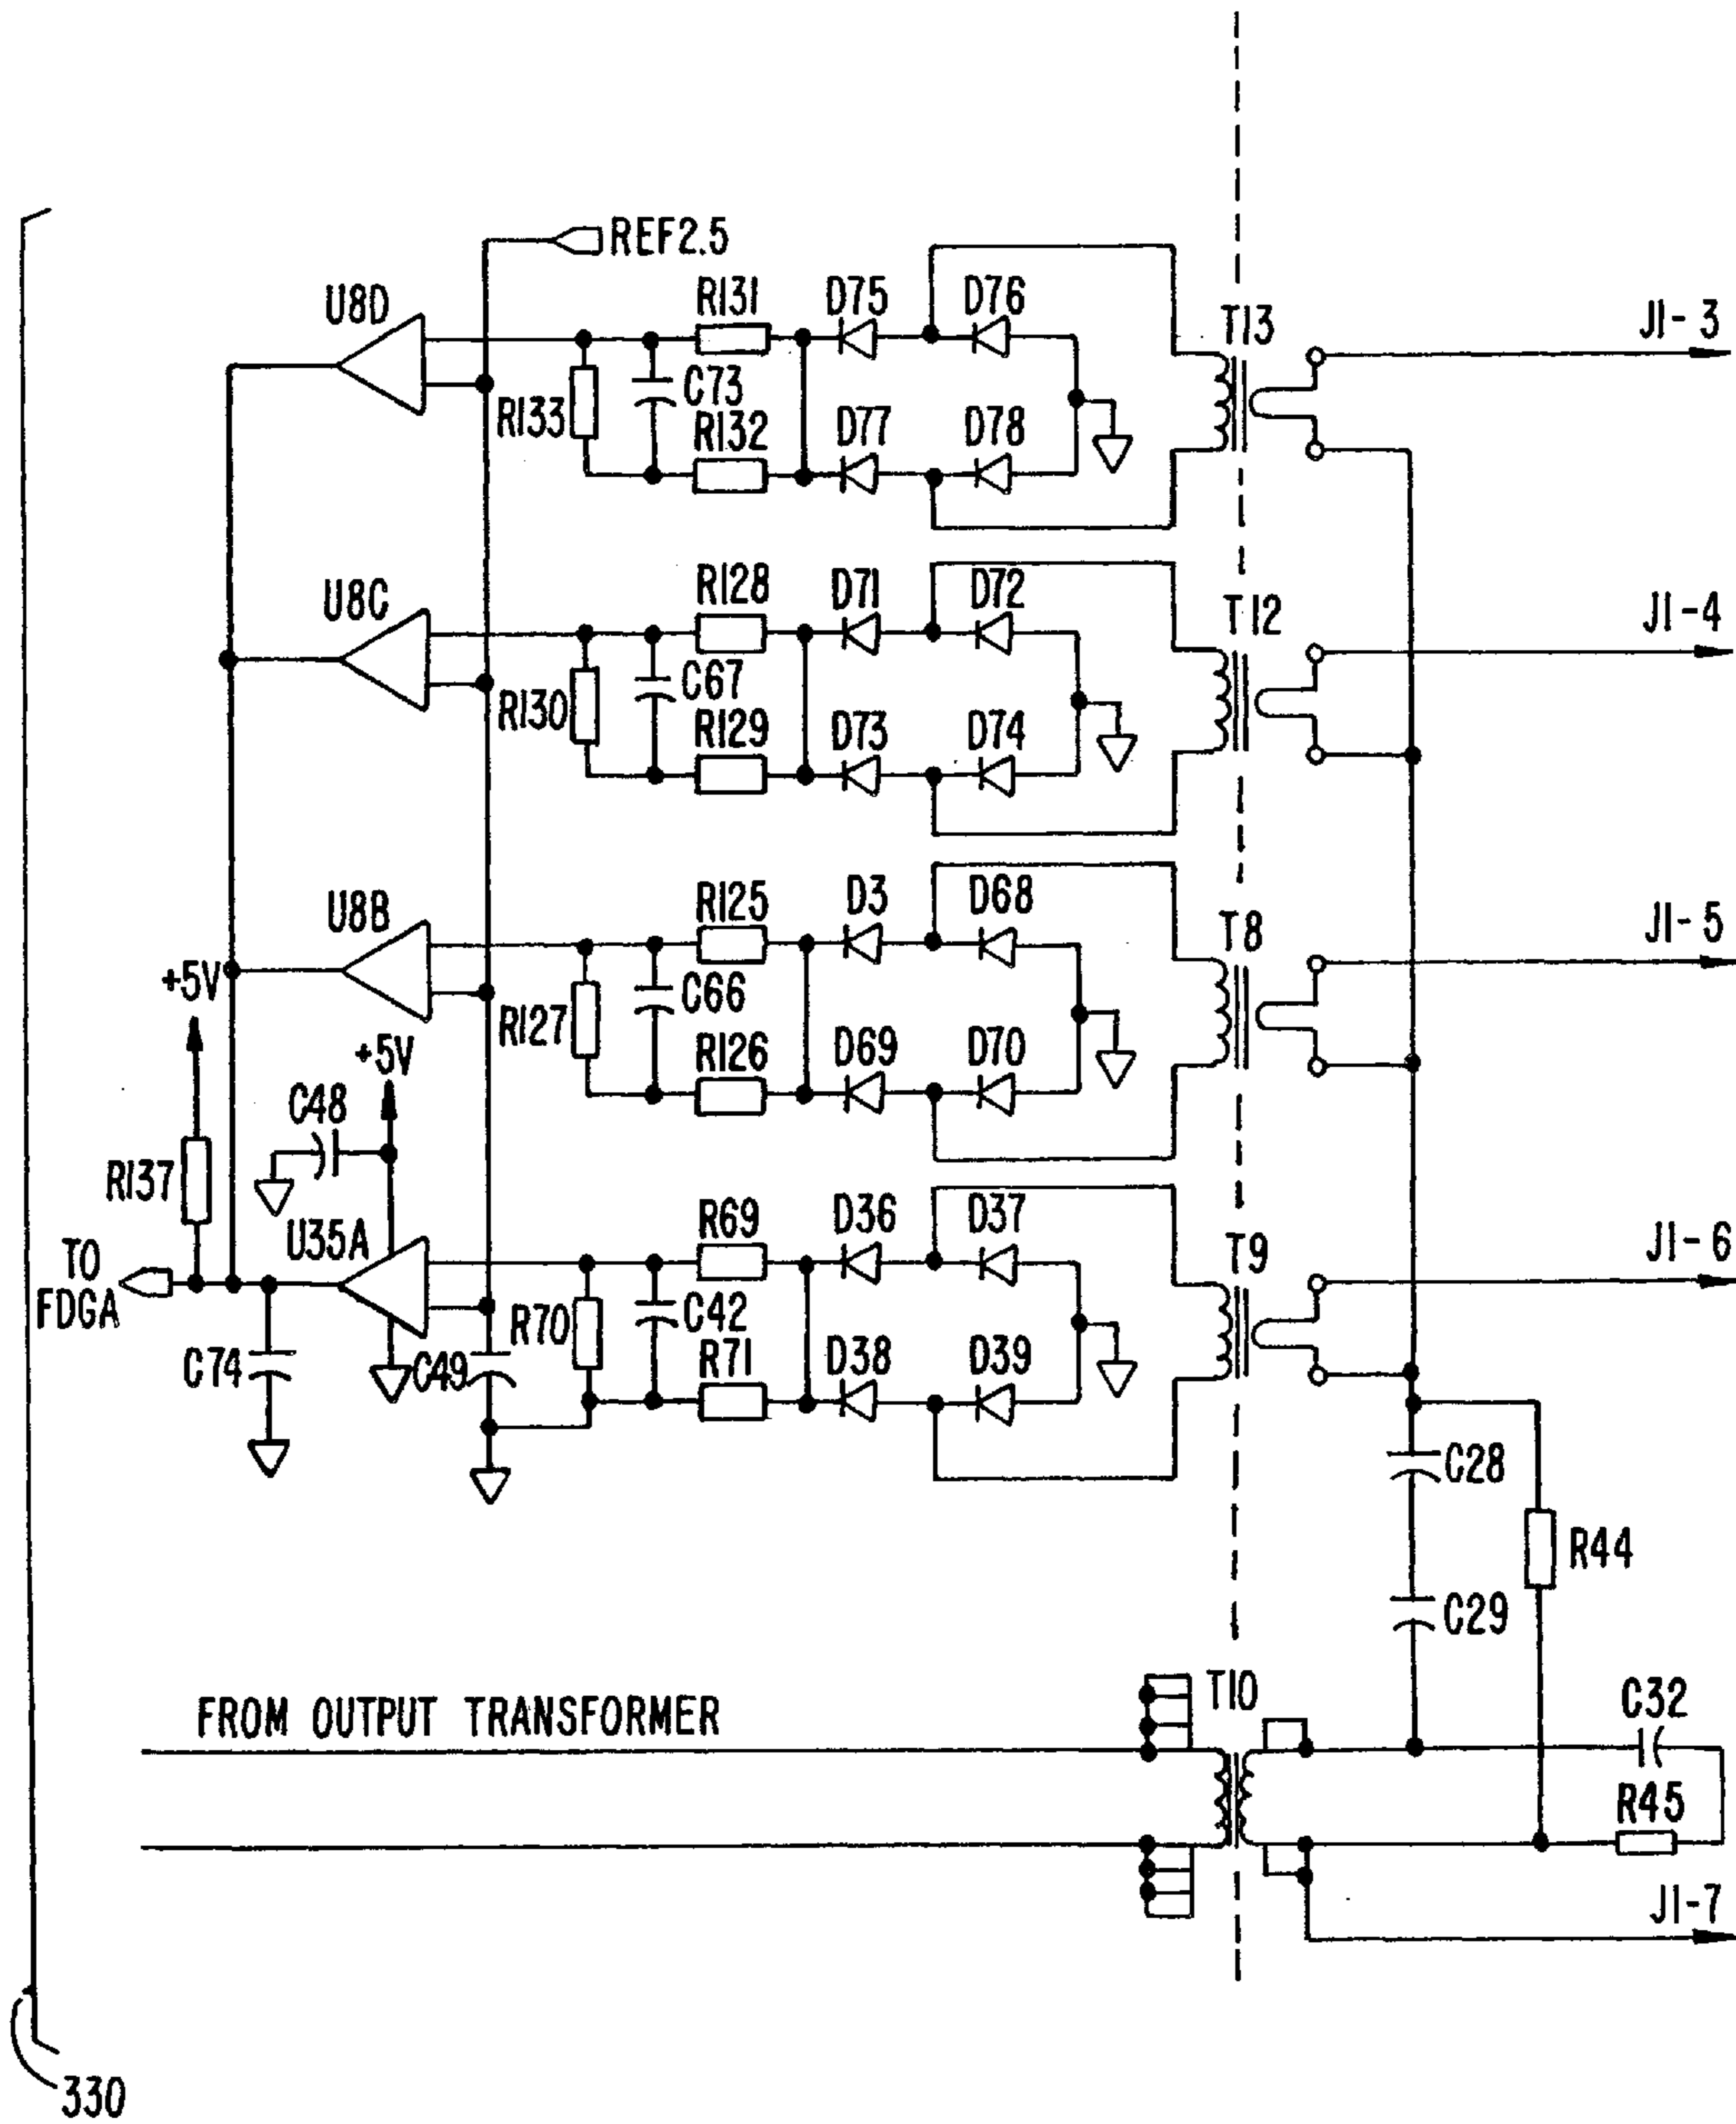 REF2.5
U8D
R131
D75
D76
T13
J1-3
R133
C73
R132
D77
D78
U8C
R128
D71
D72
T12
J1-4
R130
C67
R129
D73
D74
U8B
R125
D3
D68
T8
J1-5
+5V
R127
C66
R126
D69
D70
+5V
C48
R137
U35A
R69
D36
D37
T9
J1-6
TO
FDGA
C74
C49
R70
C42
R71
D38
D39
C28
R44
C29
FROM OUTPUT TRANSFORMER
T10
C32
R45
J1-7
330